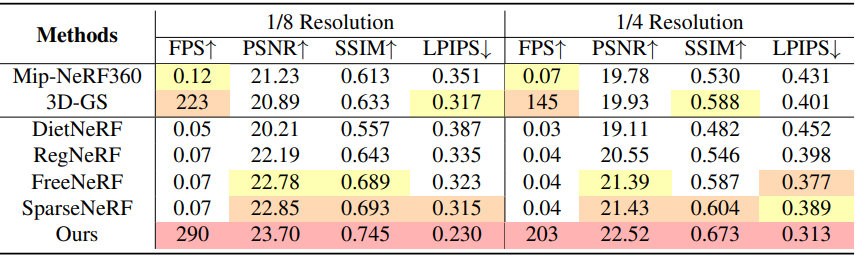 Methods 1/8 Resolution 1/4 Resolution
FPS↑ PSNR↑ SSIM↑ LPIPS↓ FPS↑ PSNR↑ SSIM↑ LPIPS↓
Mip-NeRF360 0.12 21.23 0.613 0.351 0.07 19.78 0.530 0.431
3D-GS 223 20.89 0.633 0.317 145 19.93 0.588 0.401
DietNeRF 0.05 20.21 0.557 0.387 0.03 19.11 0.482 0.452
RegNeRF 0.07 22.19 0.643 0.335 0.04 20.55 0.546 0.398
FreeNeRF 0.07 22.78 0.689 0.323 0.04 21.39 0.587 0.377
SparseNeRF 0.07 22.85 0.693 0.315 0.04 21.43 0.604 0.389
Ours 290 23.70 0.745 0.230 203 22.52 0.673 0.313